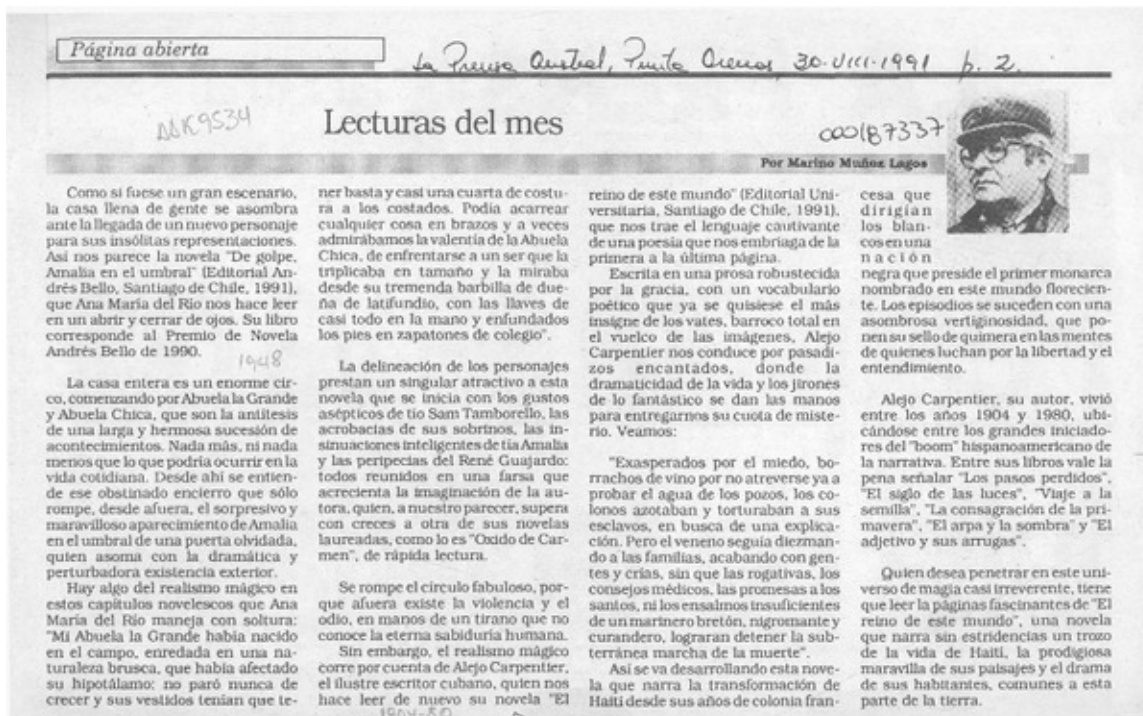 Página abierta
La Prensa Austral, Punta Arenas, 30-VIII-1991 p. 2.
AAK9534
Lecturas del mes
000187337
Por Marino Muñoz Lagos
Como si fuese un gran escenario,
la casa llena de gente se asombra
ante la llegada de un nuevo personaje
para sus insólitas representaciones.
Así nos parece la novela "De golpe,
Amalia en el umbral" (Editorial An-
drés Bello, Santiago de Chile, 1991),
que Ana María del Río nos hace leer
en un abrir y cerrar de ojos. Su libro
corresponde al Premio de Novela
Andrés Bello de 1990.
1948
La casa entera es un enorme cir-
co, comenzando por Abuela la Grande
y Abuela Chica, que son la antítesis
de una larga y hermosa sucesión de
acontecimientos. Nada más, ni nada
menos que lo que podría ocurrir en la
vida cotidiana. Desde ahí se entien-
de ese obstinado encierro que sólo
rompe, desde afuera, el sorpresivo y
maravilloso aparecimiento de Amalia
en el umbral de una puerta olvidada,
quien asoma con la dramática y
perturbadora existencia exterior.
Hay algo del realismo mágico en
estos capítulos novelescos que Ana
María del Río maneja con soltura:
"Mi Abuela la Grande había nacido
en el campo, enredada en una na-
turaleza brusca, que había afectado
su hipotálamo: no paró nunca de
crecer y sus vestidos tenían que te-
ner basta y casi una cuarta de costu-
ra a los costados. Podía acarrear
cualquier cosa en brazos y a veces
admirábamos la valentía de la Abuela
Chica, de enfrentarse a un ser que la
triplicaba en tamaño y la miraba
desde su tremenda barbilla de due-
ña de latifundio, con las llaves de
casi todo en la mano y enfundados
los pies en zapatones de colegio".
La delineación de los personajes
prestan un singular atractivo a esta
novela que se inicia con los gustos
asépticos de tío Sam Tamborello, las
acrobacias de sus sobrinos, las in-
sinuaciones inteligentes de tía Amalia
y las peripecias del René Guajardo:
todos reunidos en una farsa que
acrecienta la imaginación de la au-
tora, quien, a nuestro parecer, supera
con creces a otra de sus novelas
laureadas, como lo es "Oxido de Car-
men", de rápida lectura.
Se rompe el círculo fabuloso, por-
que afuera existe la violencia y el
odio, en manos de un tirano que no
conoce la eterna sabiduría humana.
Sin embargo, el realismo mágico
corre por cuenta de Alejo Carpentier,
el ilustre escritor cubano, quien nos
hace leer de nuevo su novela "El
1904-80
reino de este mundo" (Editorial Uni-
versitaria, Santiago de Chile, 1991),
que nos trae el lenguaje cautivante
de una poesía que nos embriaga de la
primera a la última página.
Escrita en una prosa robustecida
por la gracia, con un vocabulario
poético que ya se quisiese el más
insigne de los vates, barroco total en
el vuelco de las imágenes, Alejo
Carpentier nos conduce por pasadi-
zos encantados, donde la
dramaticidad de la vida y los jirones
de lo fantástico se dan las manos
para entregarnos su cuota de miste-
rio. Veamos:
"Exasperados por el miedo, bo-
rrachos de vino por no atreverse ya a
probar el agua de los pozos, los co-
lonos azotaban y torturaban a sus
esclavos, en busca de una explica-
ción. Pero el veneno seguía diezman-
do a las familias, acabando con gen-
tes y crías, sin que las rogativas, los
consejos médicos, las promesas a los
santos, ni los ensalmos insuficientes
de un marinero bretón, nigromante y
curandero, lograran detener la sub-
terránea marcha de la muerte".
Así se va desarrollando esta nove-
la que narra la transformación de
Haití desde sus años de colonia fran-
cesa que
dirigían
los blan-
cos en una
nación
negra que preside el primer monarca
nombrado en este mundo florecien-
te. Los episodios se suceden con una
asombrosa vertiginosidad, que po-
nen su sello de quimera en las mentes
de quienes luchan por la libertad y el
entendimiento.
Alejo Carpentier, su autor, vivió
entre los años 1904 y 1980, ubi-
cándose entre los grandes iniciado-
res del "boom" hispanoamericano de
la narrativa. Entre sus libros vale la
pena señalar "Los pasos perdidos",
"El siglo de las luces", "Viaje a la
semilla", "La consagración de la pri-
mavera", "El arpa y la sombra" y "El
adjetivo y sus arrugas".
Quien desea penetrar en este uni-
verso de magia casi irreverente, tiene
que leer la páginas fascinantes de "El
reino de este mundo", una novela
que narra sin estridencias un trozo
de la vida de Haití, la prodigiosa
maravilla de sus paisajes y el drama
de sus habitantes, comunes a esta
parte de la tierra.